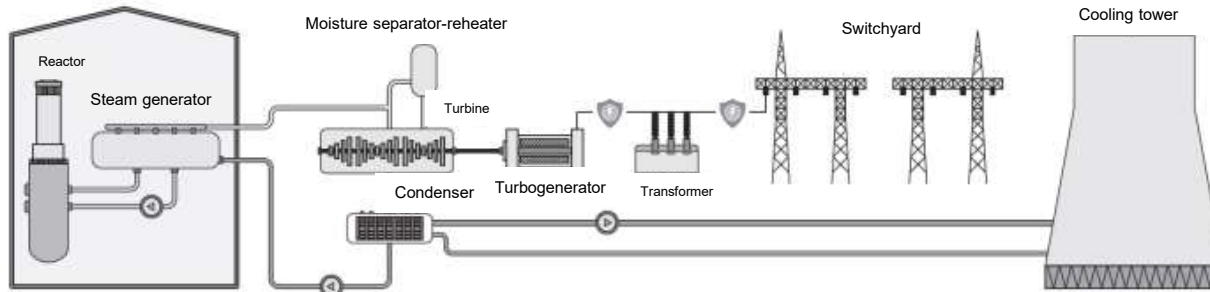 Cooling tower
Moisture separator-reheater
Switchyard
Reactor
Steam generator
Turbine
Condenser
Turbogenerator
Transformer